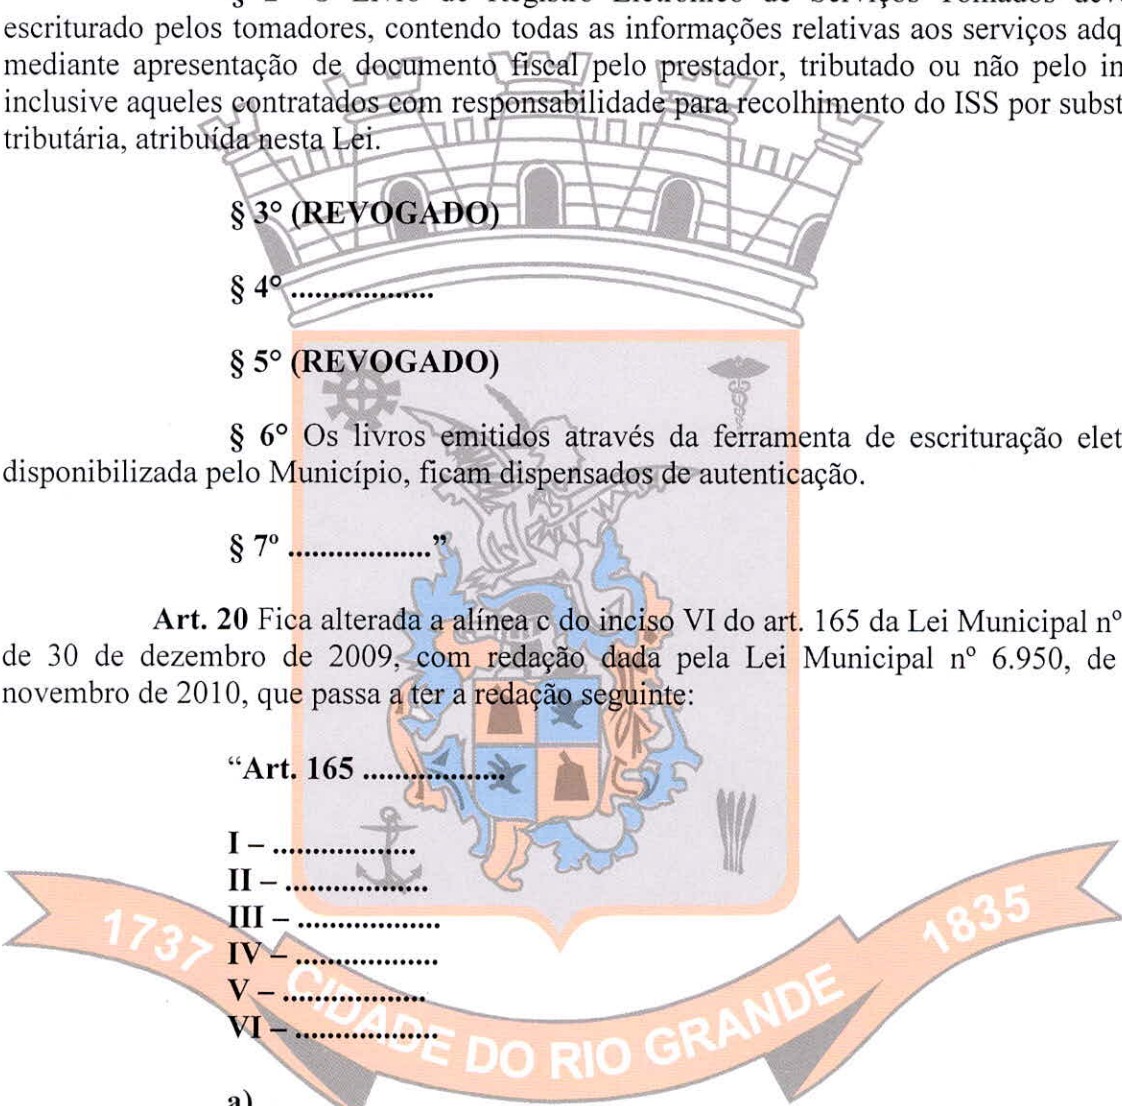 escriturado pelos tomadores, contendo todas as informações relativas aos serviços adq
mediante apresentação de documento fiscal pelo prestador, tributado ou não pelo in
inclusive aqueles contratados com responsabilidade para recolhimento do ISS por subst
tributária, atribuída nesta Lei.
§ 3° (REVOGADO)
§ 4° ..................
§ 5° (REVOGADO)
§ 6° Os livros emitidos através da ferramenta de escrituração elet
disponibilizada pelo Município, ficam dispensados de autenticação.
§ 7º ..................”
Art. 20 Fica alterada a alínea c do inciso VI do art. 165 da Lei Municipal nº
de 30 de dezembro de 2009, com redação dada pela Lei Municipal nº 6.950, de
novembro de 2010, que passa a ter a redação seguinte:
“Art. 165 ..................
I – ..................
II – ..................
III – ..................
IV – ..................
V – ..................
VI – ..................
a)
1737 CIDADE DO RIO GRANDE 1835